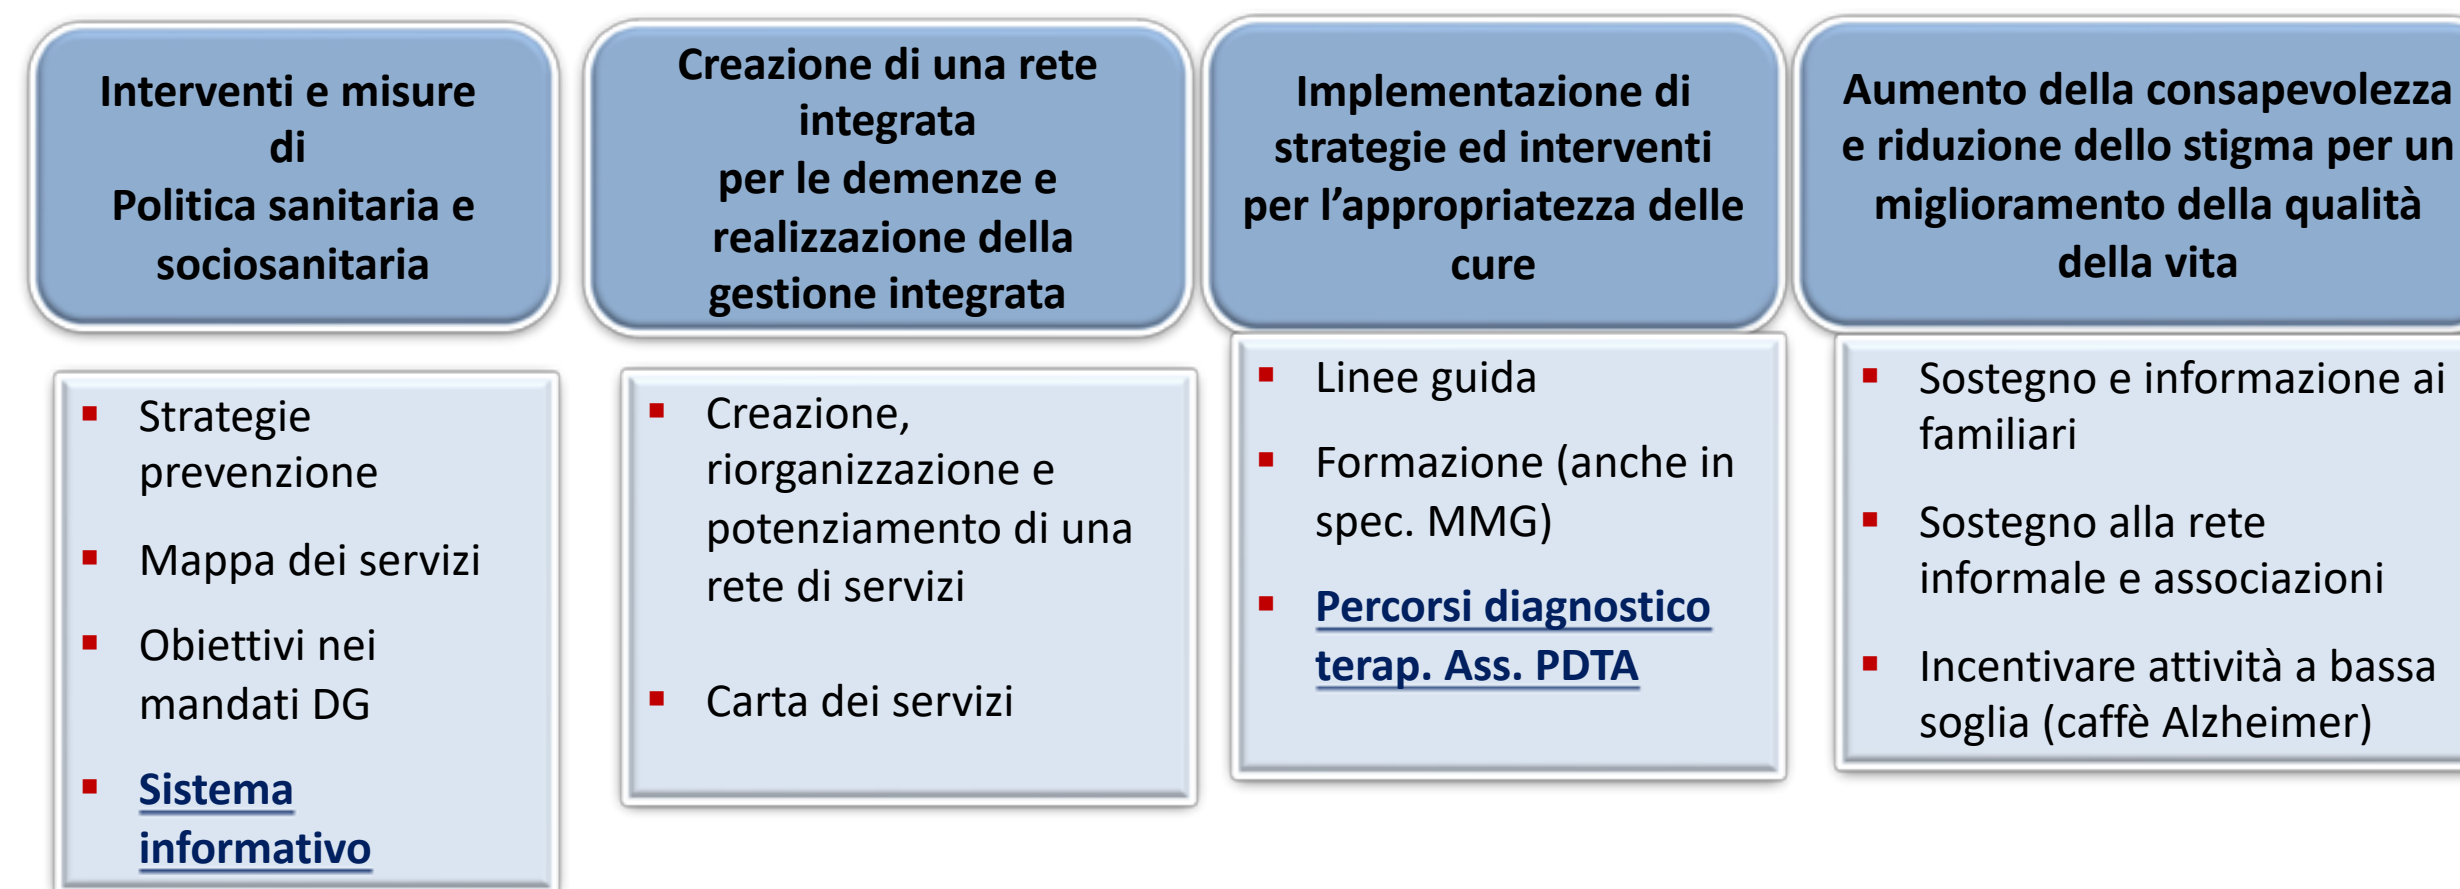 Interventi e misure
di
Politica sanitaria e
sociosanitaria
Strategie
prevenzione
Mappa dei servizi
Obiettivi nei
mandati DG
Sistema
informativo
Creazione di una rete
integrata
per le demenze e
realizzazione della
gestione integrata
Creazione,
riorganizzazione e
potenziamento di una
rete di servizi
Carta dei servizi
Implementazione di
strategie ed interventi
per l’appropriatezza delle
cure
Linee guida
Formazione (anche in
spec. MMG)
Percorsi diagnostico
terap. Ass. PDTA
Aumento della consapevolezza
e riduzione dello stigma per un
miglioramento della qualità
della vita
Sostegno e informazione ai
familiari
Sostegno alla rete
informale e associazioni
Incentivare attività a bassa
soglia (caffè Alzheimer)